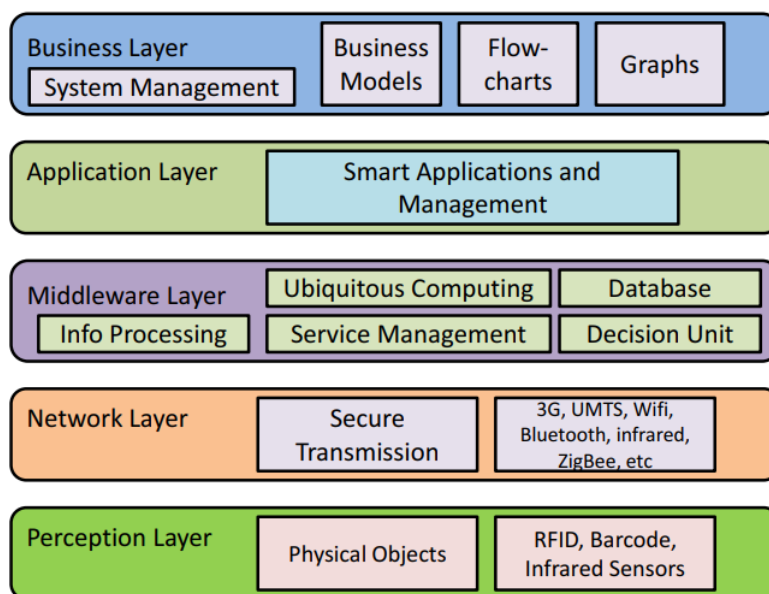 Business Layer
System Management
Business
Models
Flow-
charts
Graphs
Application Layer
Smart Applications and
Management
Middleware Layer
Ubiquitous Computing
Database
Info Processing
Service Management
Decision Unit
Network Layer
Secure
Transmission
3G, UMTS, Wifi,
Bluetooth, infrared,
ZigBee, etc
Perception Layer
Physical Objects
RFID, Barcode,
Infrared Sensors